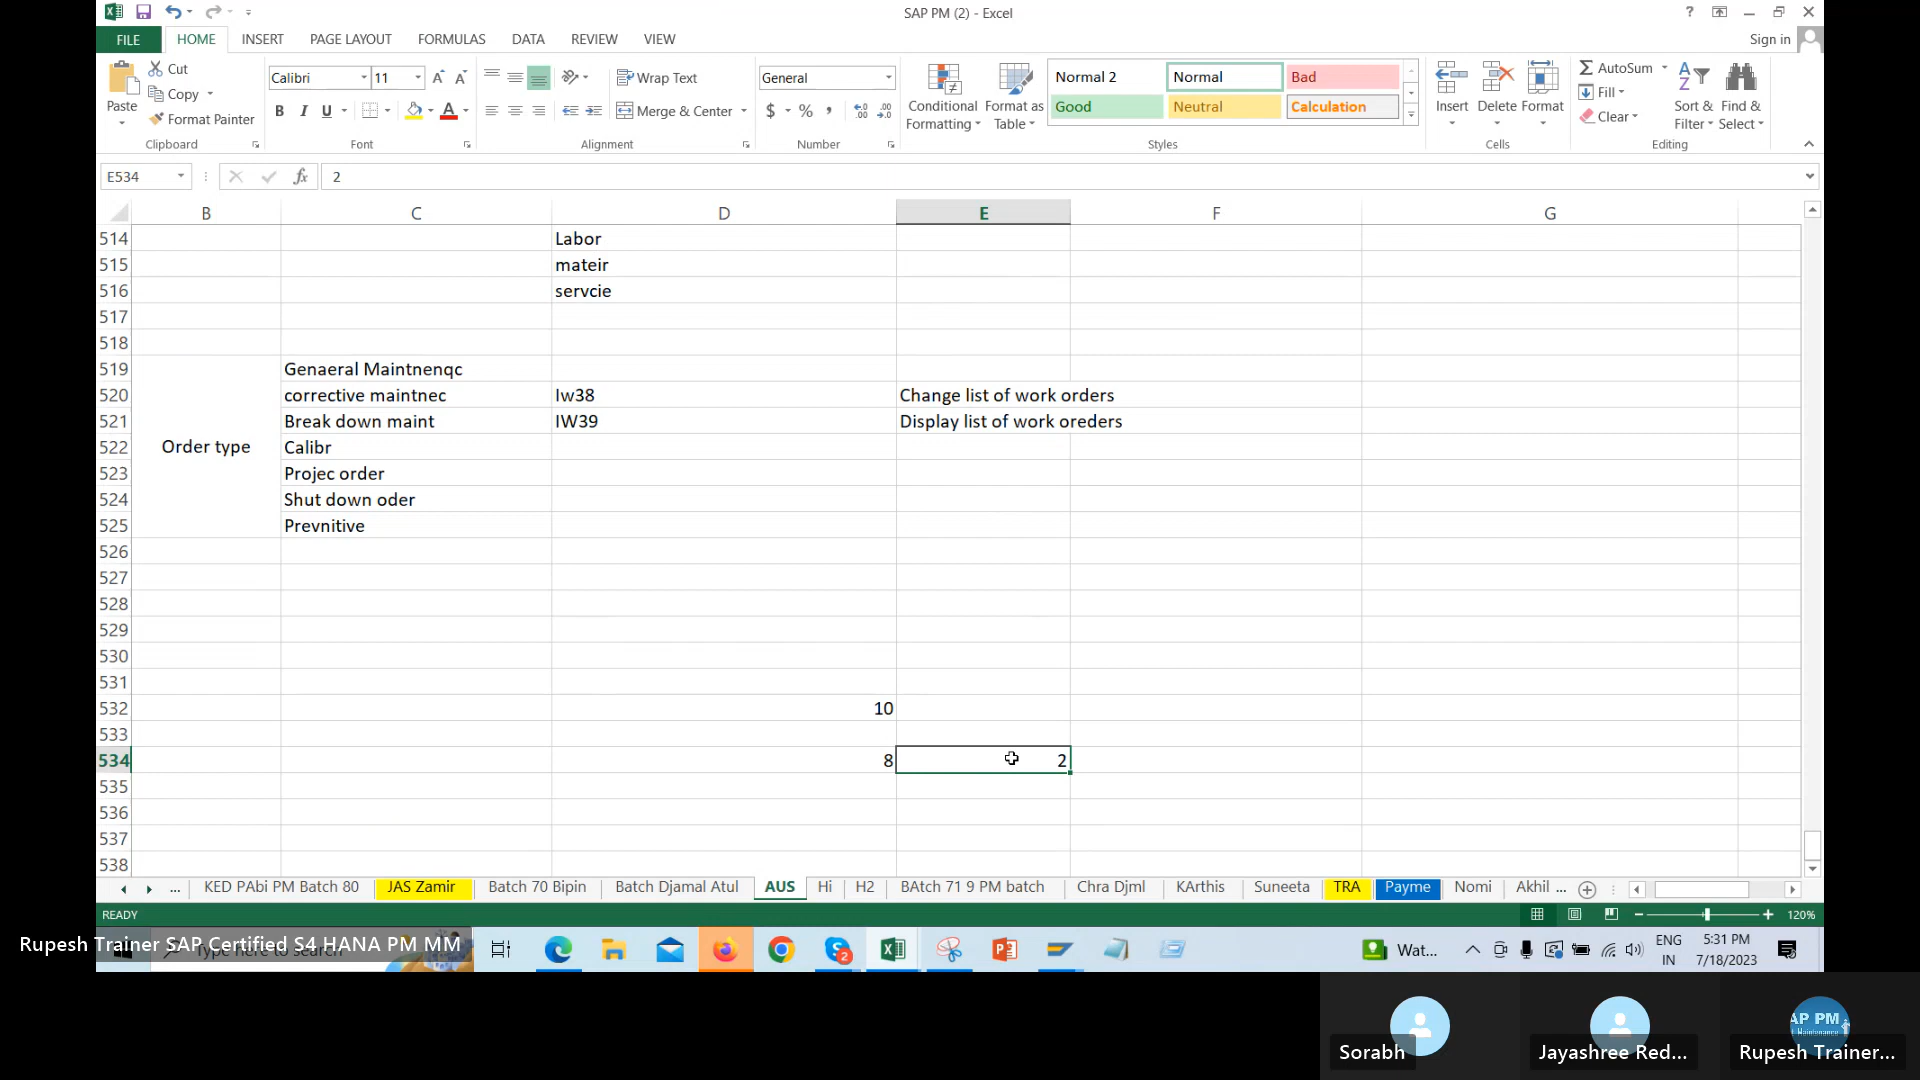 SAP PM (2) - Excel
?
Sign in
FILE HOME INSERT PAGE LAYOUT FORMULAS DATA REVIEW VIEW
Paste
Cut
Copy
Format Painter
Clipboard
Calibri 11
B I U
Font
Wrap Text
Merge & Center
Alignment
General
$ % ,
Number
Conditional Formatting
Format as Table
Normal 2 Normal Bad
Good Neutral Calculation
Styles
Insert Delete Format
Cells
AutoSum
Fill
Clear
Sort & Filter
Find & Select
Editing
E534 fx 2
B C D E F G
514 Labor
515 mateir
516 servcie
517
518
519 Genaeral Maintnenqc
520 corrective maintnec Iw38 Change list of work orders
521 Break down maint IW39 Display list of work oreders
522 Order type Calibr
523 Projec order
524 Shut down oder
525 Prevnitive
526
527
528
529
530
531
532 10
533
534 8 2
535
536
537
538
... KED PAbi PM Batch 80 JAS Zamir Batch 70 Bipin Batch Djamal Atul AUS Hi H2 BAtch 71 9 PM batch Chra Djml KArthis Suneeta TRA Payme Nomi Akhil ...
READY
120%
Rupesh Trainer SAP Certified S4 HANA PM MM
Type here to search
2
Wat...
ENG
IN
5:31 PM
7/18/2023
Sorabh
Jayashree Red...
AP PM
Rupesh Trainer...